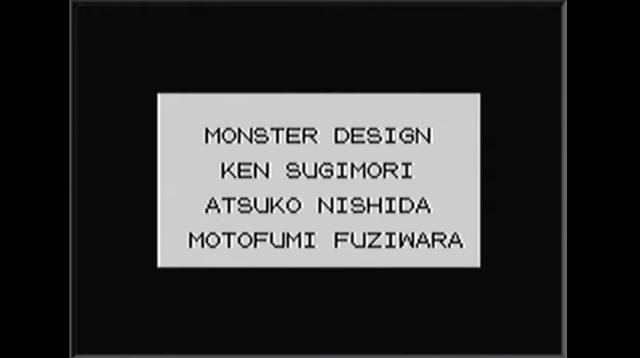 MONSTER DESIGN
KEN SUGIMORI
ATSUKO NISHIDA
MOTOFUMI FUZIWARA